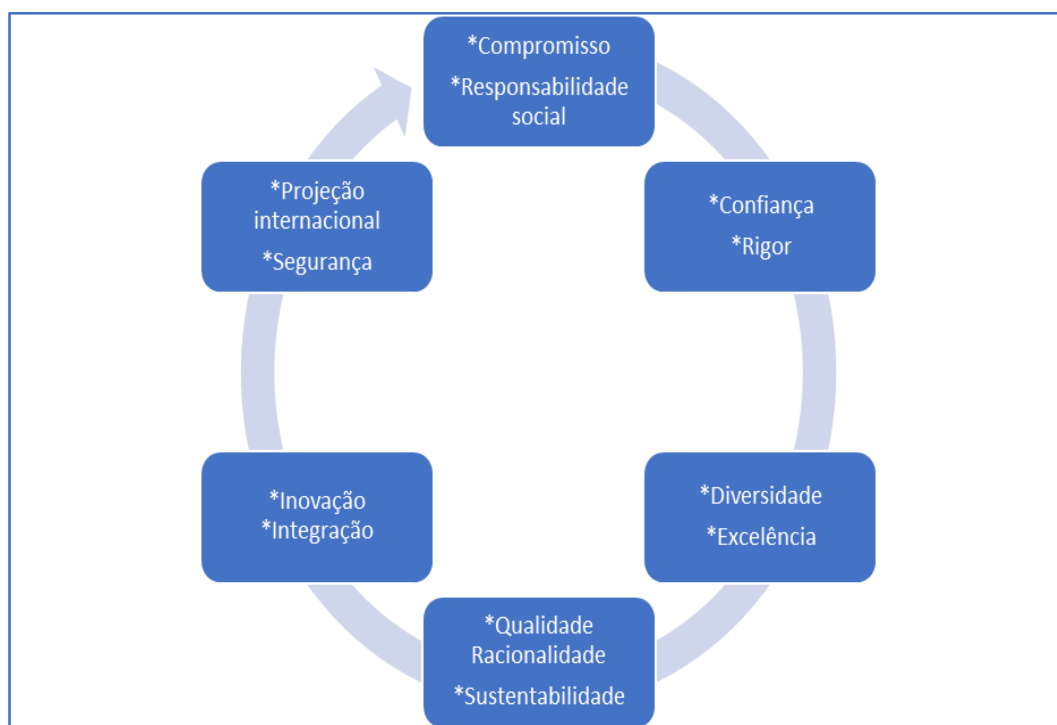 *Compromisso
*Responsabilidade
social
*Confiança
*Rigor
*Diversidade
*Excelência
*Qualidade
Racionalidade
*Sustentabilidade
*Inovação
*Integração
*Projeção
internacional
*Segurança